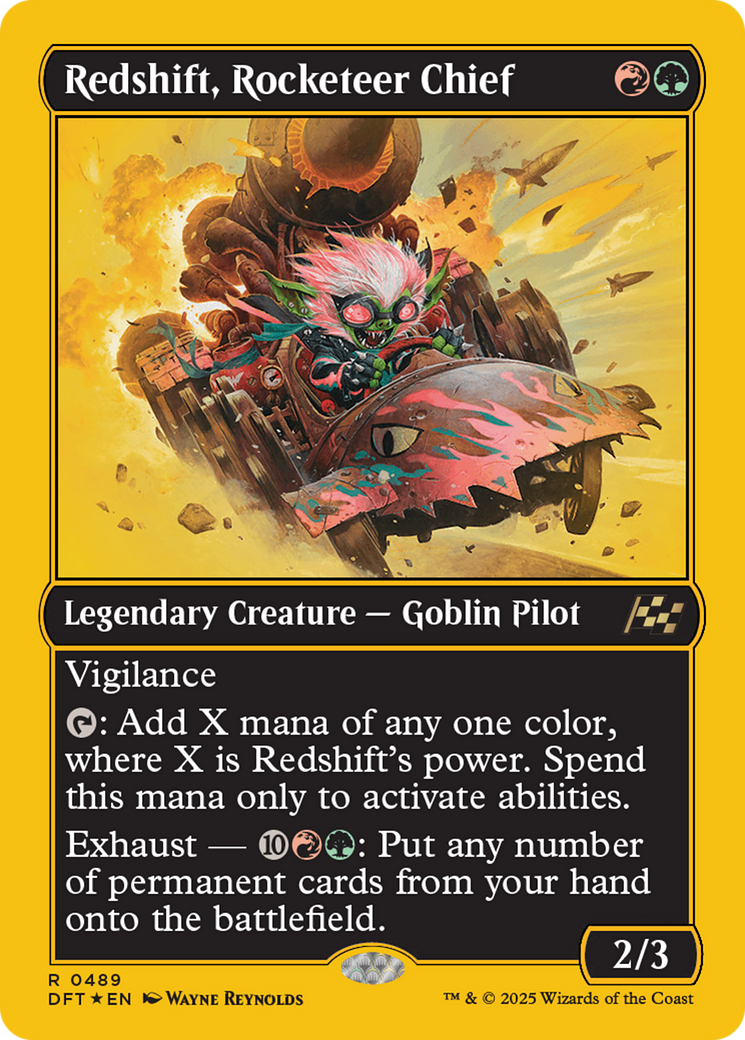 Redshift, Rocketeer Chief
Legendary Creature — Goblin Pilot
Vigilance
: Add X mana of any one color,
where X is Redshift's power. Spend
this mana only to activate abilities.
Exhaust — 10: Put any number
of permanent cards from your hand
onto the battlefield.
2/3
R 0489
DFT★EN Wayne Reynolds
™ & © 2025 Wizards of the Coast